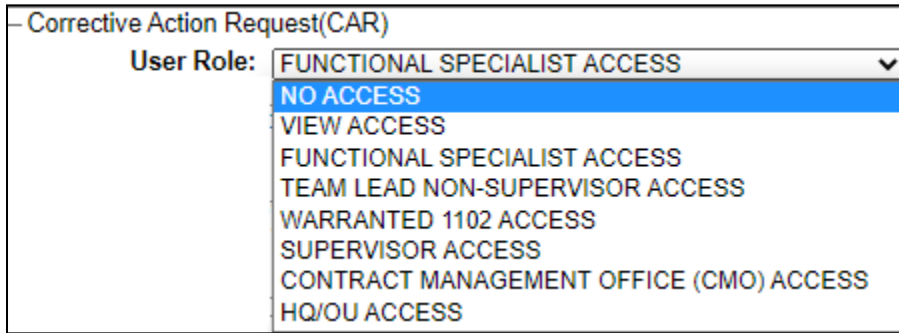 – Corrective Action Request(CAR)
User Role: FUNCTIONAL SPECIALIST ACCESS
NO ACCESS
VIEW ACCESS
FUNCTIONAL SPECIALIST ACCESS
TEAM LEAD NON-SUPERVISOR ACCESS
WARRANTED 1102 ACCESS
SUPERVISOR ACCESS
CONTRACT MANAGEMENT OFFICE (CMO) ACCESS
HQ/OU ACCESS